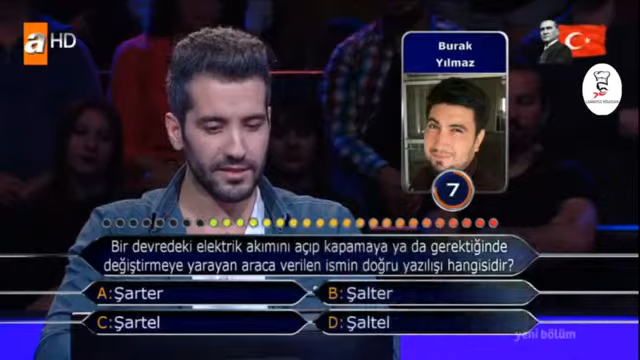 a HD
Burak
Yılmaz
7
Bir devredeki elektrik akımını açıp kapamaya ya da gerektiğinde
değiştirmeye yarayan araca verilen ismin doğru yazılışı hangisidir?
A: Şarter
B: Şalter
C: Şartel
D: Şaltel
yeni bölüm